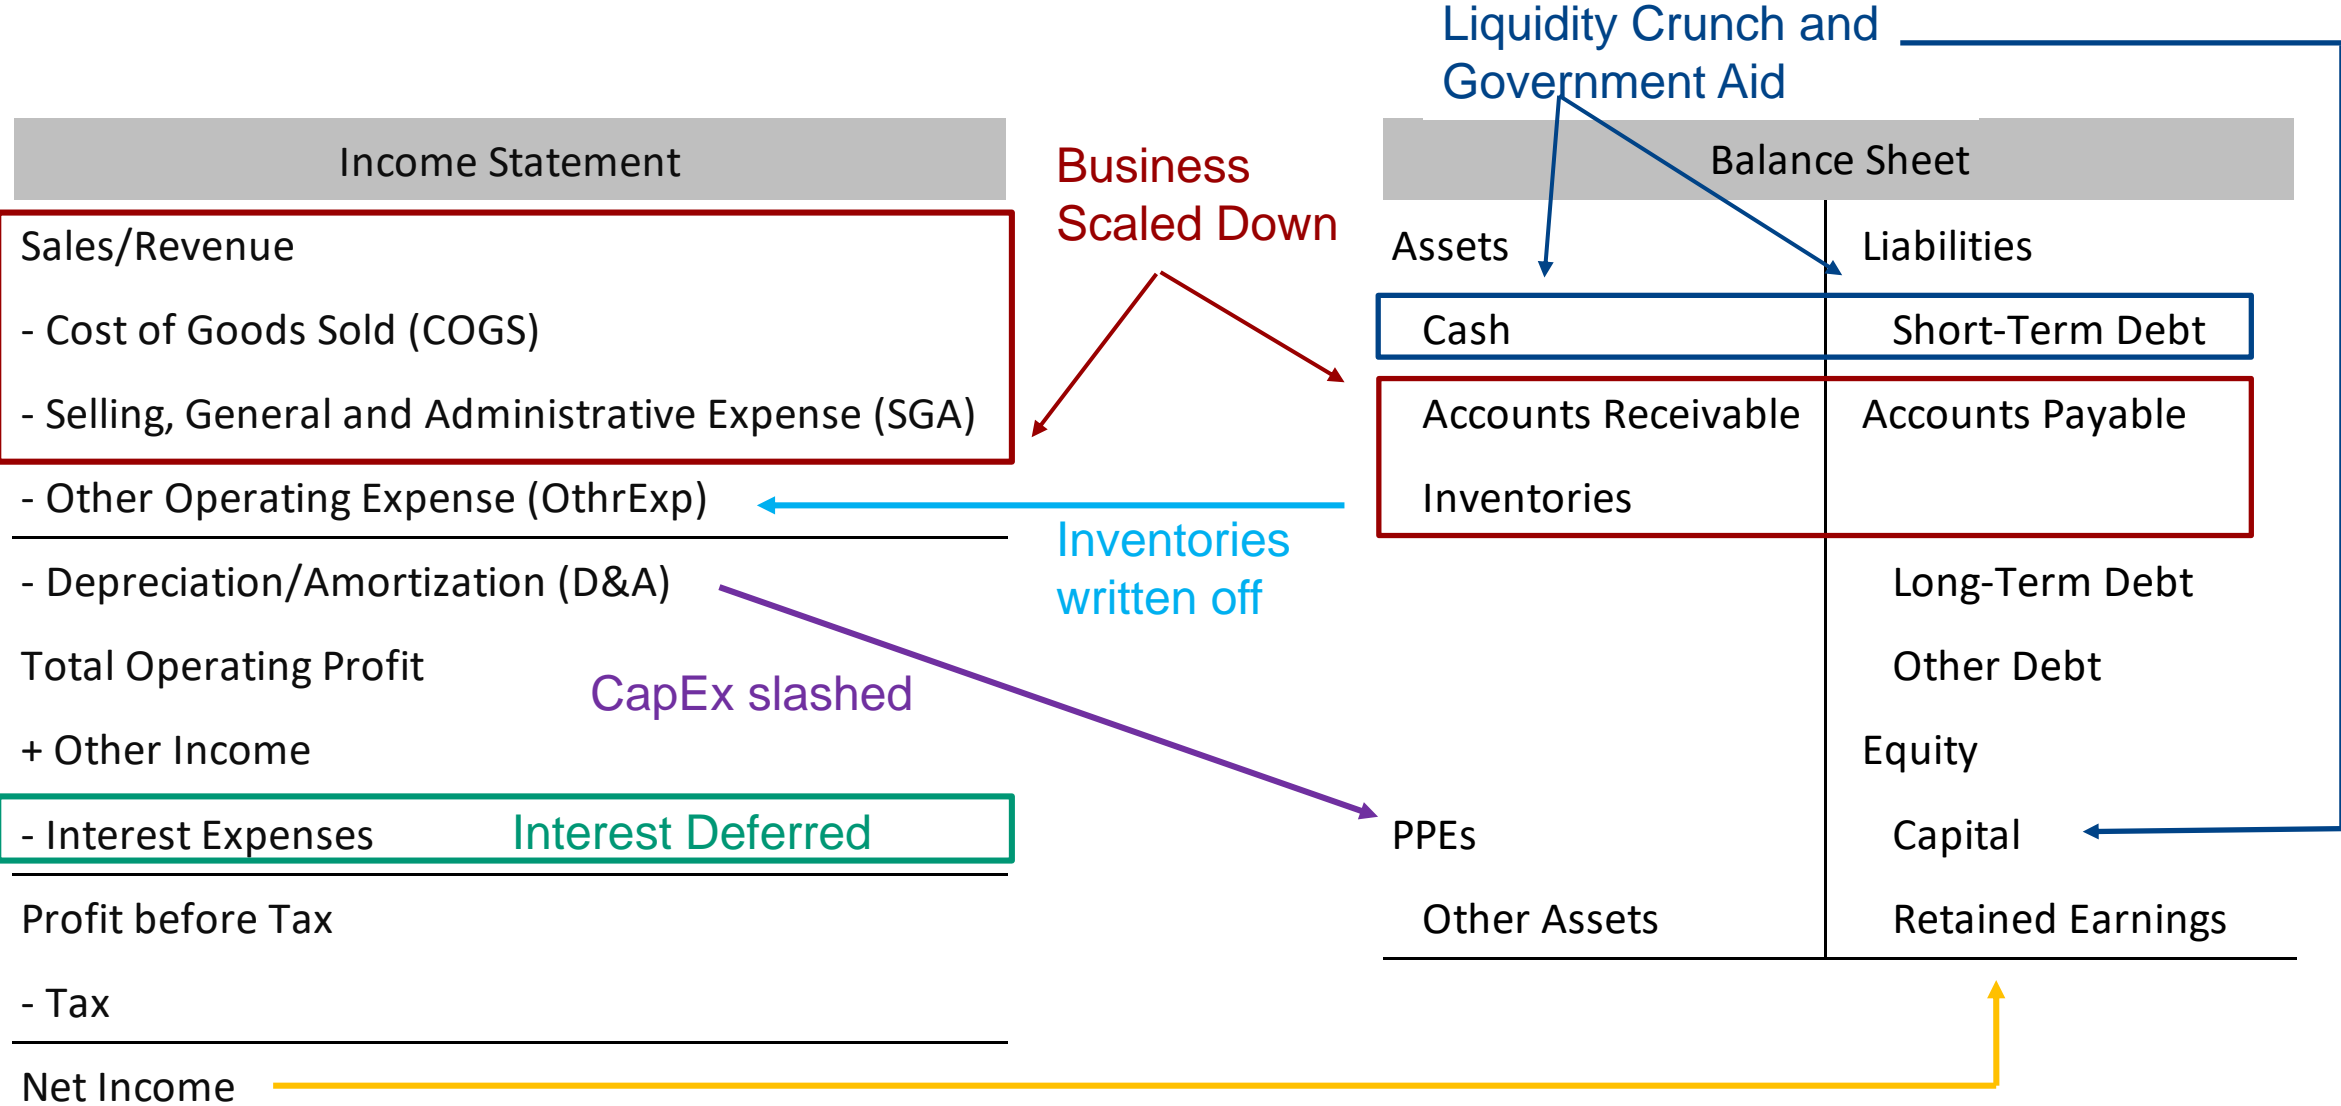 Liquidity Crunch and
Government Aid
Income Statement
Sales/Revenue
- Cost of Goods Sold (COGS)
- Selling, General and Administrative Expense (SGA)
- Other Operating Expense (OthrExp)
- Depreciation/Amortization (D&A)
Total Operating Profit
CapEx slashed
+ Other Income
- Interest Expenses
Interest Deferred
Profit before Tax
- Tax
Net Income
Business
Scaled Down
Inventories
written off
Balance Sheet
Assets
Liabilities
Cash
Short-Term Debt
Accounts Receivable
Accounts Payable
Inventories
Long-Term Debt
Other Debt
Equity
PPEs
Capital
Other Assets
Retained Earnings